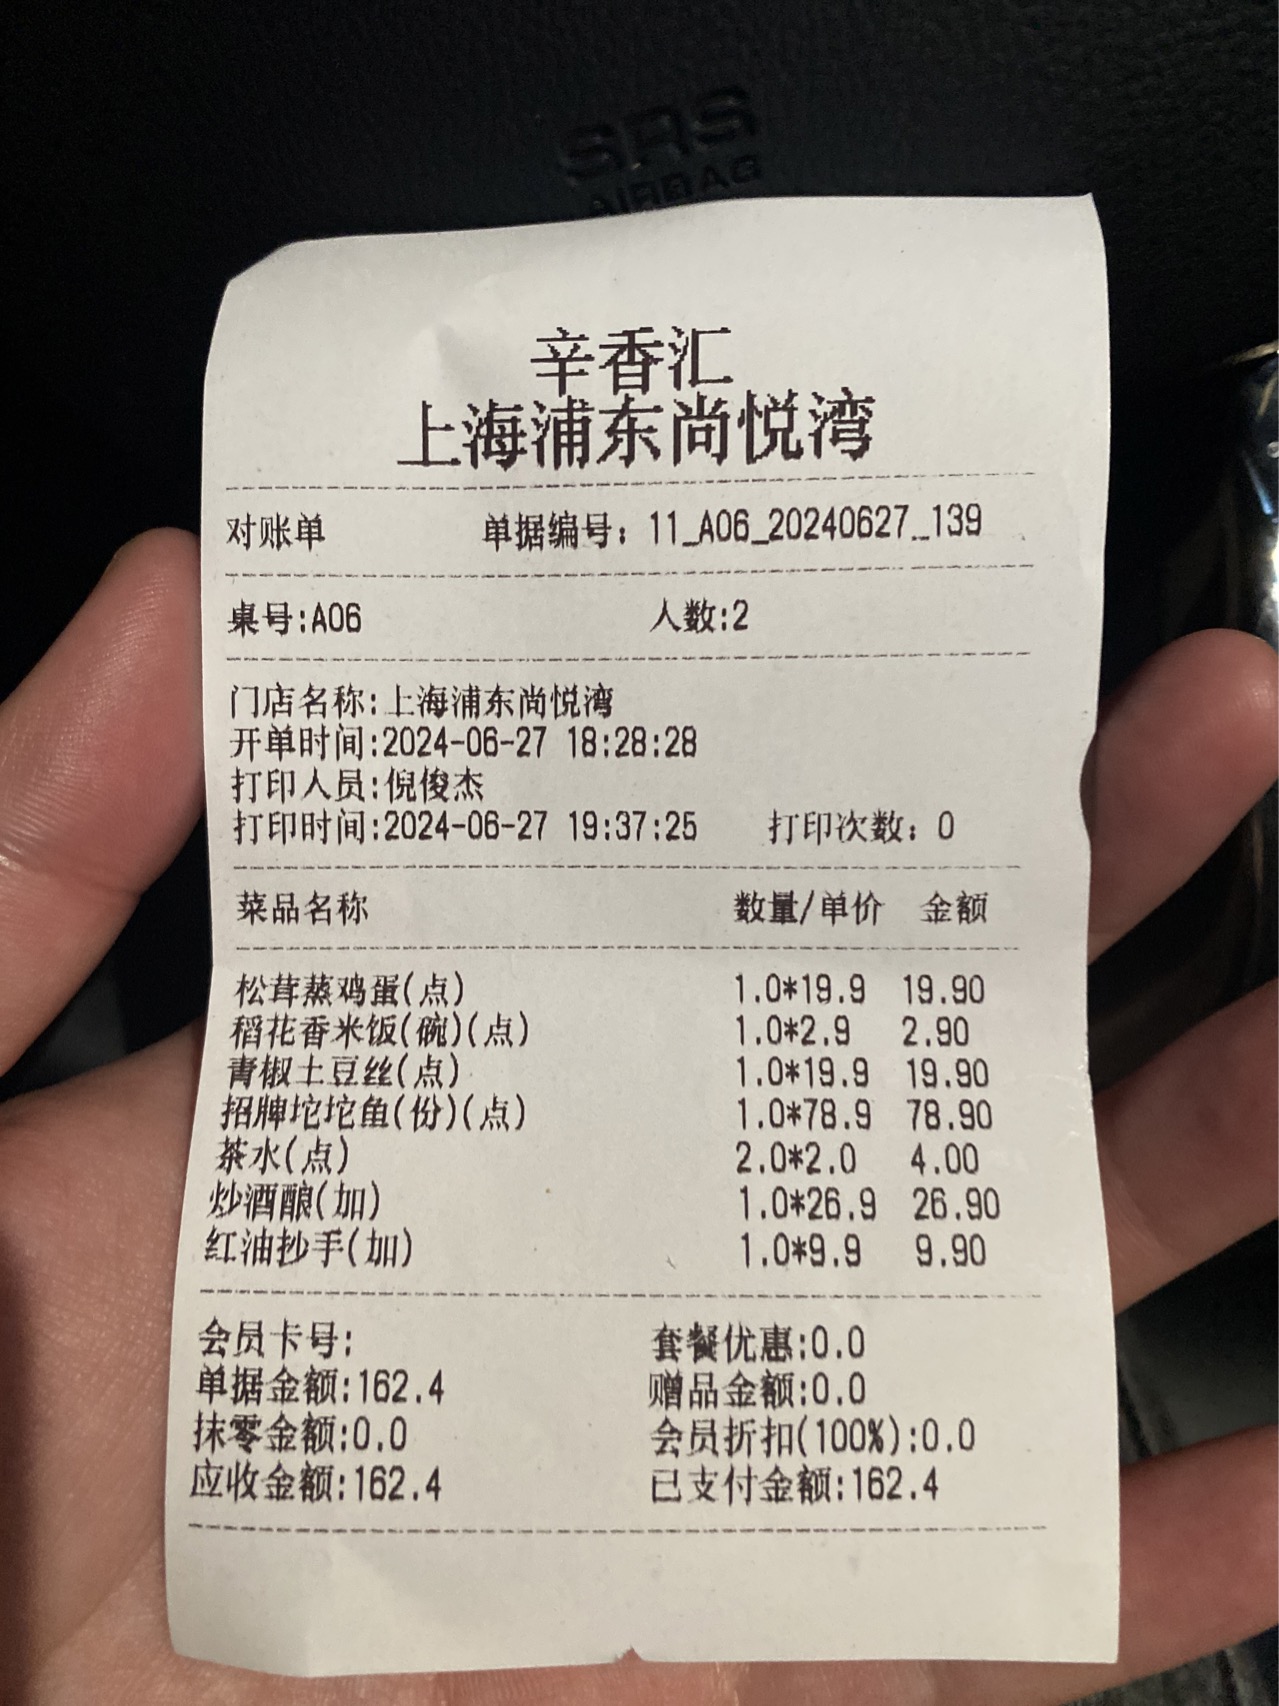 SRS
AIRBAG
辛香汇
上海浦东尚悦湾
对账单 单据编号：11_A06_20240627_139
桌号:A06 人数:2
门店名称:上海浦东尚悦湾
开单时间:2024-06-27 18:28:28
打印人员:倪俊杰
打印时间:2024-06-27 19:37:25 打印次数：0
菜品名称 数量/单价 金额
松茸蒸鸡蛋(点) 1.0*19.9 19.90
稻花香米饭(碗)(点) 1.0*2.9 2.90
青椒土豆丝(点) 1.0*19.9 19.90
招牌坨坨鱼(份)(点) 1.0*78.9 78.90
茶水(点) 2.0*2.0 4.00
炒酒酿(加) 1.0*26.9 26.90
红油抄手(加) 1.0*9.9 9.90
会员卡号: 套餐优惠:0.0
单据金额:162.4 赠品金额:0.0
抹零金额:0.0 会员折扣(100%):0.0
应收金额:162.4 已支付金额:162.4